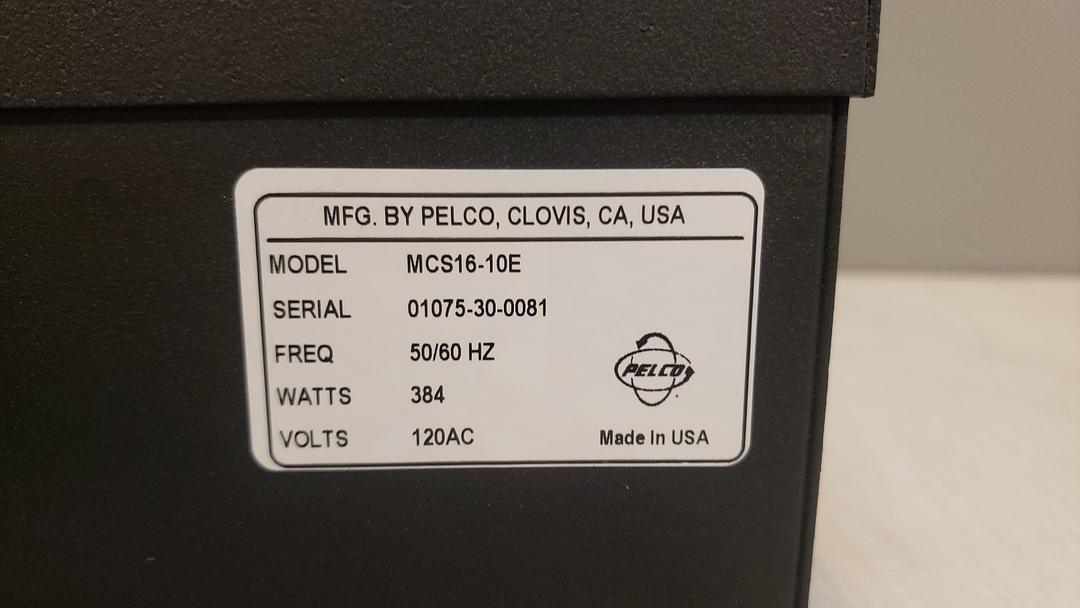 MFG. BY PELCO, CLOVIS, CA, USA
MODEL MCS16-10E
SERIAL 01075-30-0081
FREQ 50/60 HZ
WATTS 384
VOLTS 120AC
PELCO
Made In USA